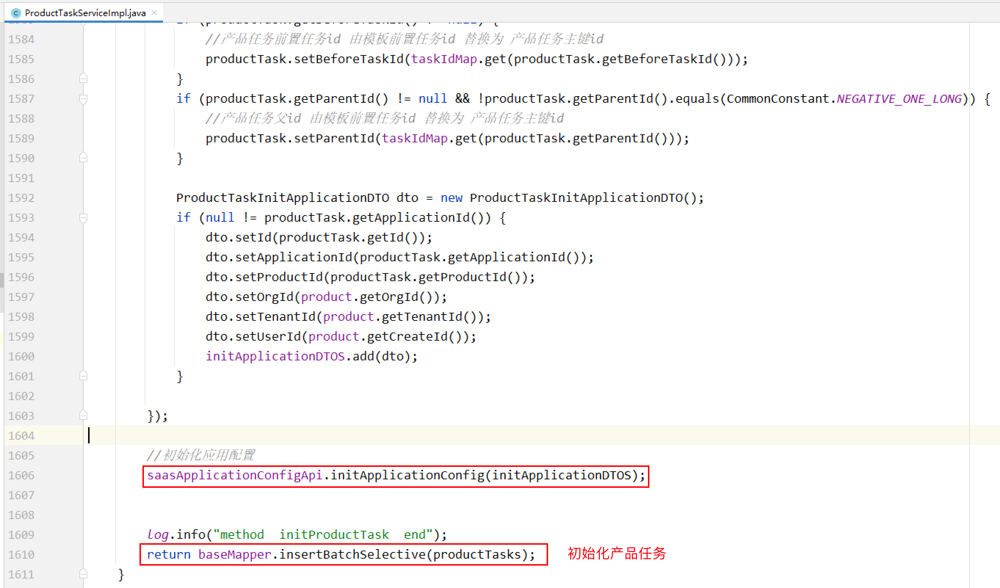 ProductTaskServiceImpl.java
1584 //产品任务前置任务id 由模板前置任务id 替换为 产品任务主键id
1585 productTask.setBeforeTaskId(taskIdMap.get(productTask.getBeforeTaskId()));
1586 }
1587 if (productTask.getParentId() != null && !productTask.getParentId().equals(CommonConstant.NEGATIVE_ONE_LONG)) {
1588 //产品任务父id 由模板前置任务id 替换为 产品任务主键id
1589 productTask.setParentId(taskIdMap.get(productTask.getParentId()));
1590 }
1591
1592 ProductTaskInitApplicationDTO dto = new ProductTaskInitApplicationDTO();
1593 if (null != productTask.getApplicationId()) {
1594 dto.setId(productTask.getId());
1595 dto.setApplicationId(productTask.getApplicationId());
1596 dto.setProductId(productTask.getProductId());
1597 dto.setOrgId(product.getOrgId());
1598 dto.setTenantId(product.getTenantId());
1599 dto.setUserId(product.getCreateId());
1600 initApplicationDTOS.add(dto);
1601 }
1602
1603 });
1604
1605 //初始化应用配置
1606 saasApplicationConfigApi.initApplicationConfig(initApplicationDTOS);
1607
1608
1609 log.info("method  initProductTask  end");
1610 return baseMapper.insertBatchSelective(productTasks); 初始化产品任务
1611 }